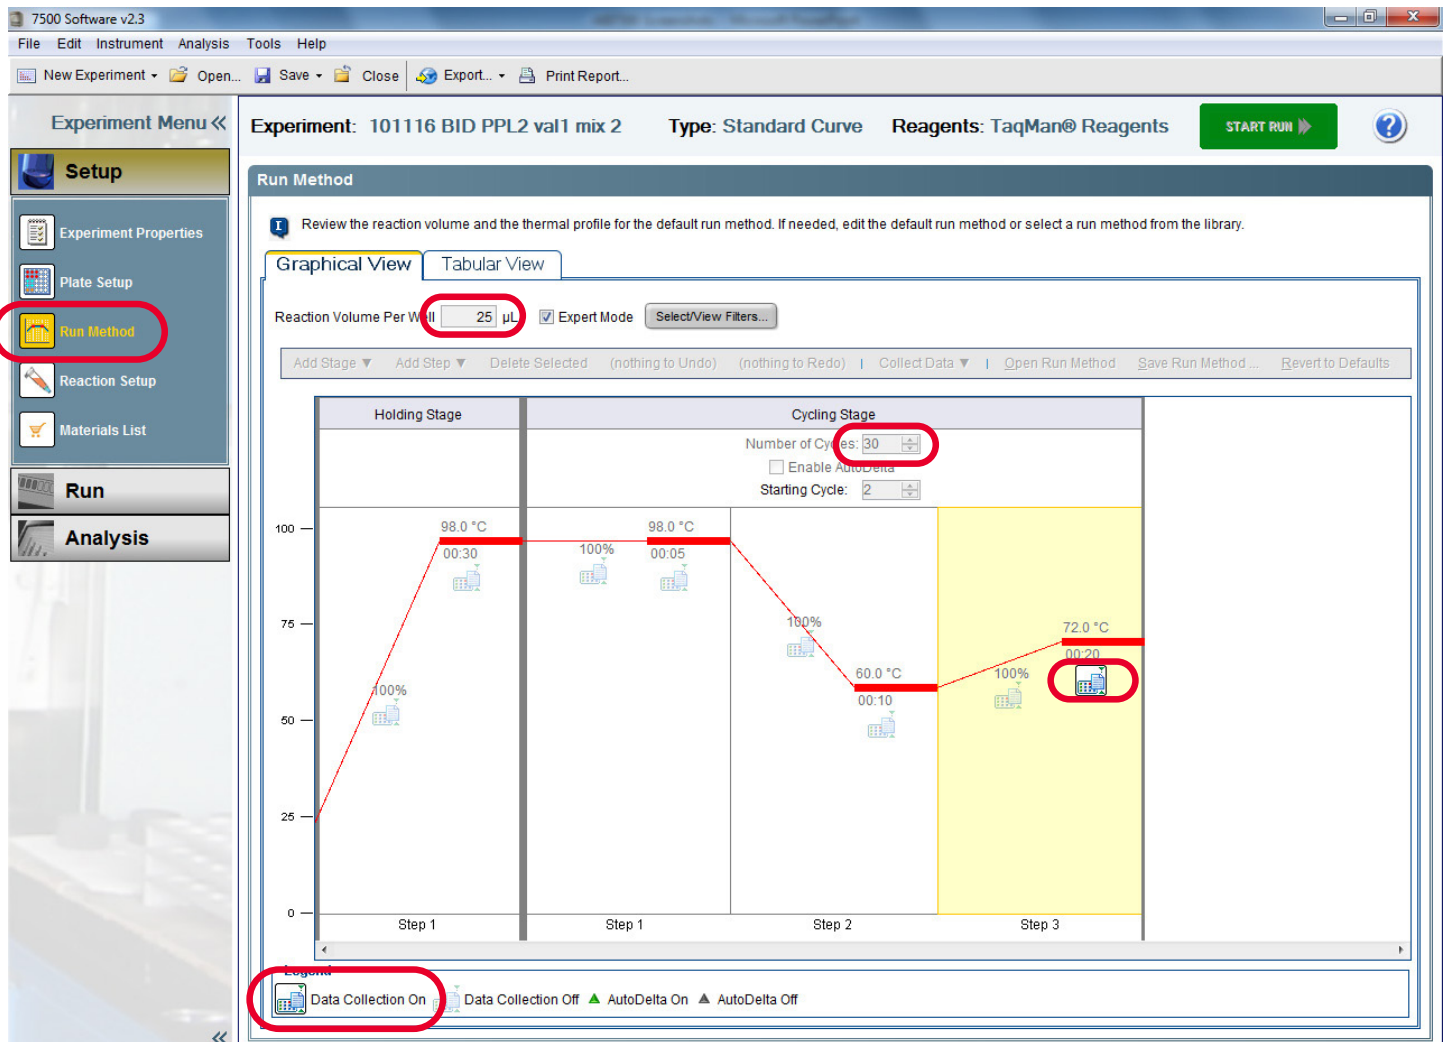 7500 Software v2.3
File Edit Instrument Analysis Tools Help
New Experiment Open... Save Close Export... Print Report...
Experiment Menu «
Experiment: 101116 BID PPL2 val1 mix 2 Type: Standard Curve Reagents: TaqMan® Reagents START RUN ?
Setup
Experiment Properties
Plate Setup
Run Method
Reaction Setup
Materials List
Run
Analysis
«
Run Method
Review the reaction volume and the thermal profile for the default run method. If needed, edit the default run method or select a run method from the library.
Graphical View Tabular View
Reaction Volume Per Well 25 µL Expert Mode Select/View Filters...
Add Stage ▼ Add Step ▼ Delete Selected (nothing to Undo) (nothing to Redo) | Collect Data ▼ | Open Run Method Save Run Method ... Revert to Defaults
Holding Stage Cycling Stage
Number of Cycles: 30
Enable AutoDelta
Starting Cycle: 2
100 98.0 °C 98.0 °C
00:30 100% 00:05
75 100% 72.0 °C
00:20
100% 60.0 °C 100%
00:10
50
25
0
Step 1 Step 1 Step 2 Step 3
Legend
Data Collection On Data Collection Off AutoDelta On AutoDelta Off